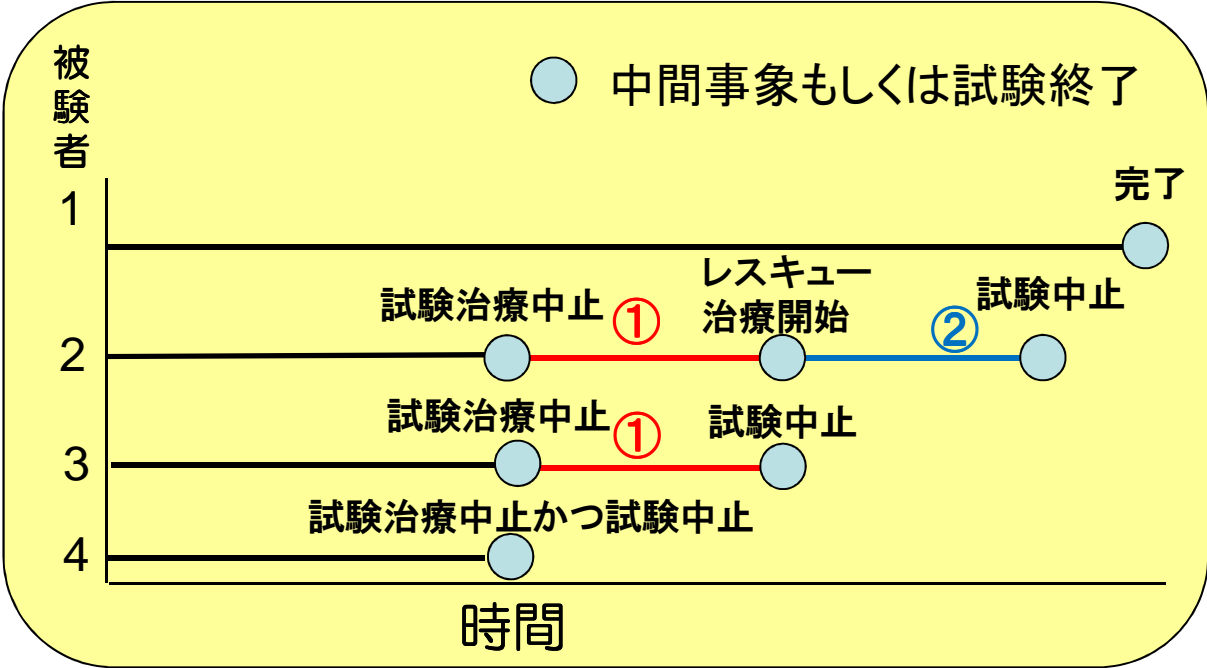 被験者
中間事象もしくは試験終了
1
完了
レスキュー
治療開始
試験治療中止
①
②
試験中止
2
試験治療中止
①
試験中止
3
試験治療中止かつ試験中止
4
時間